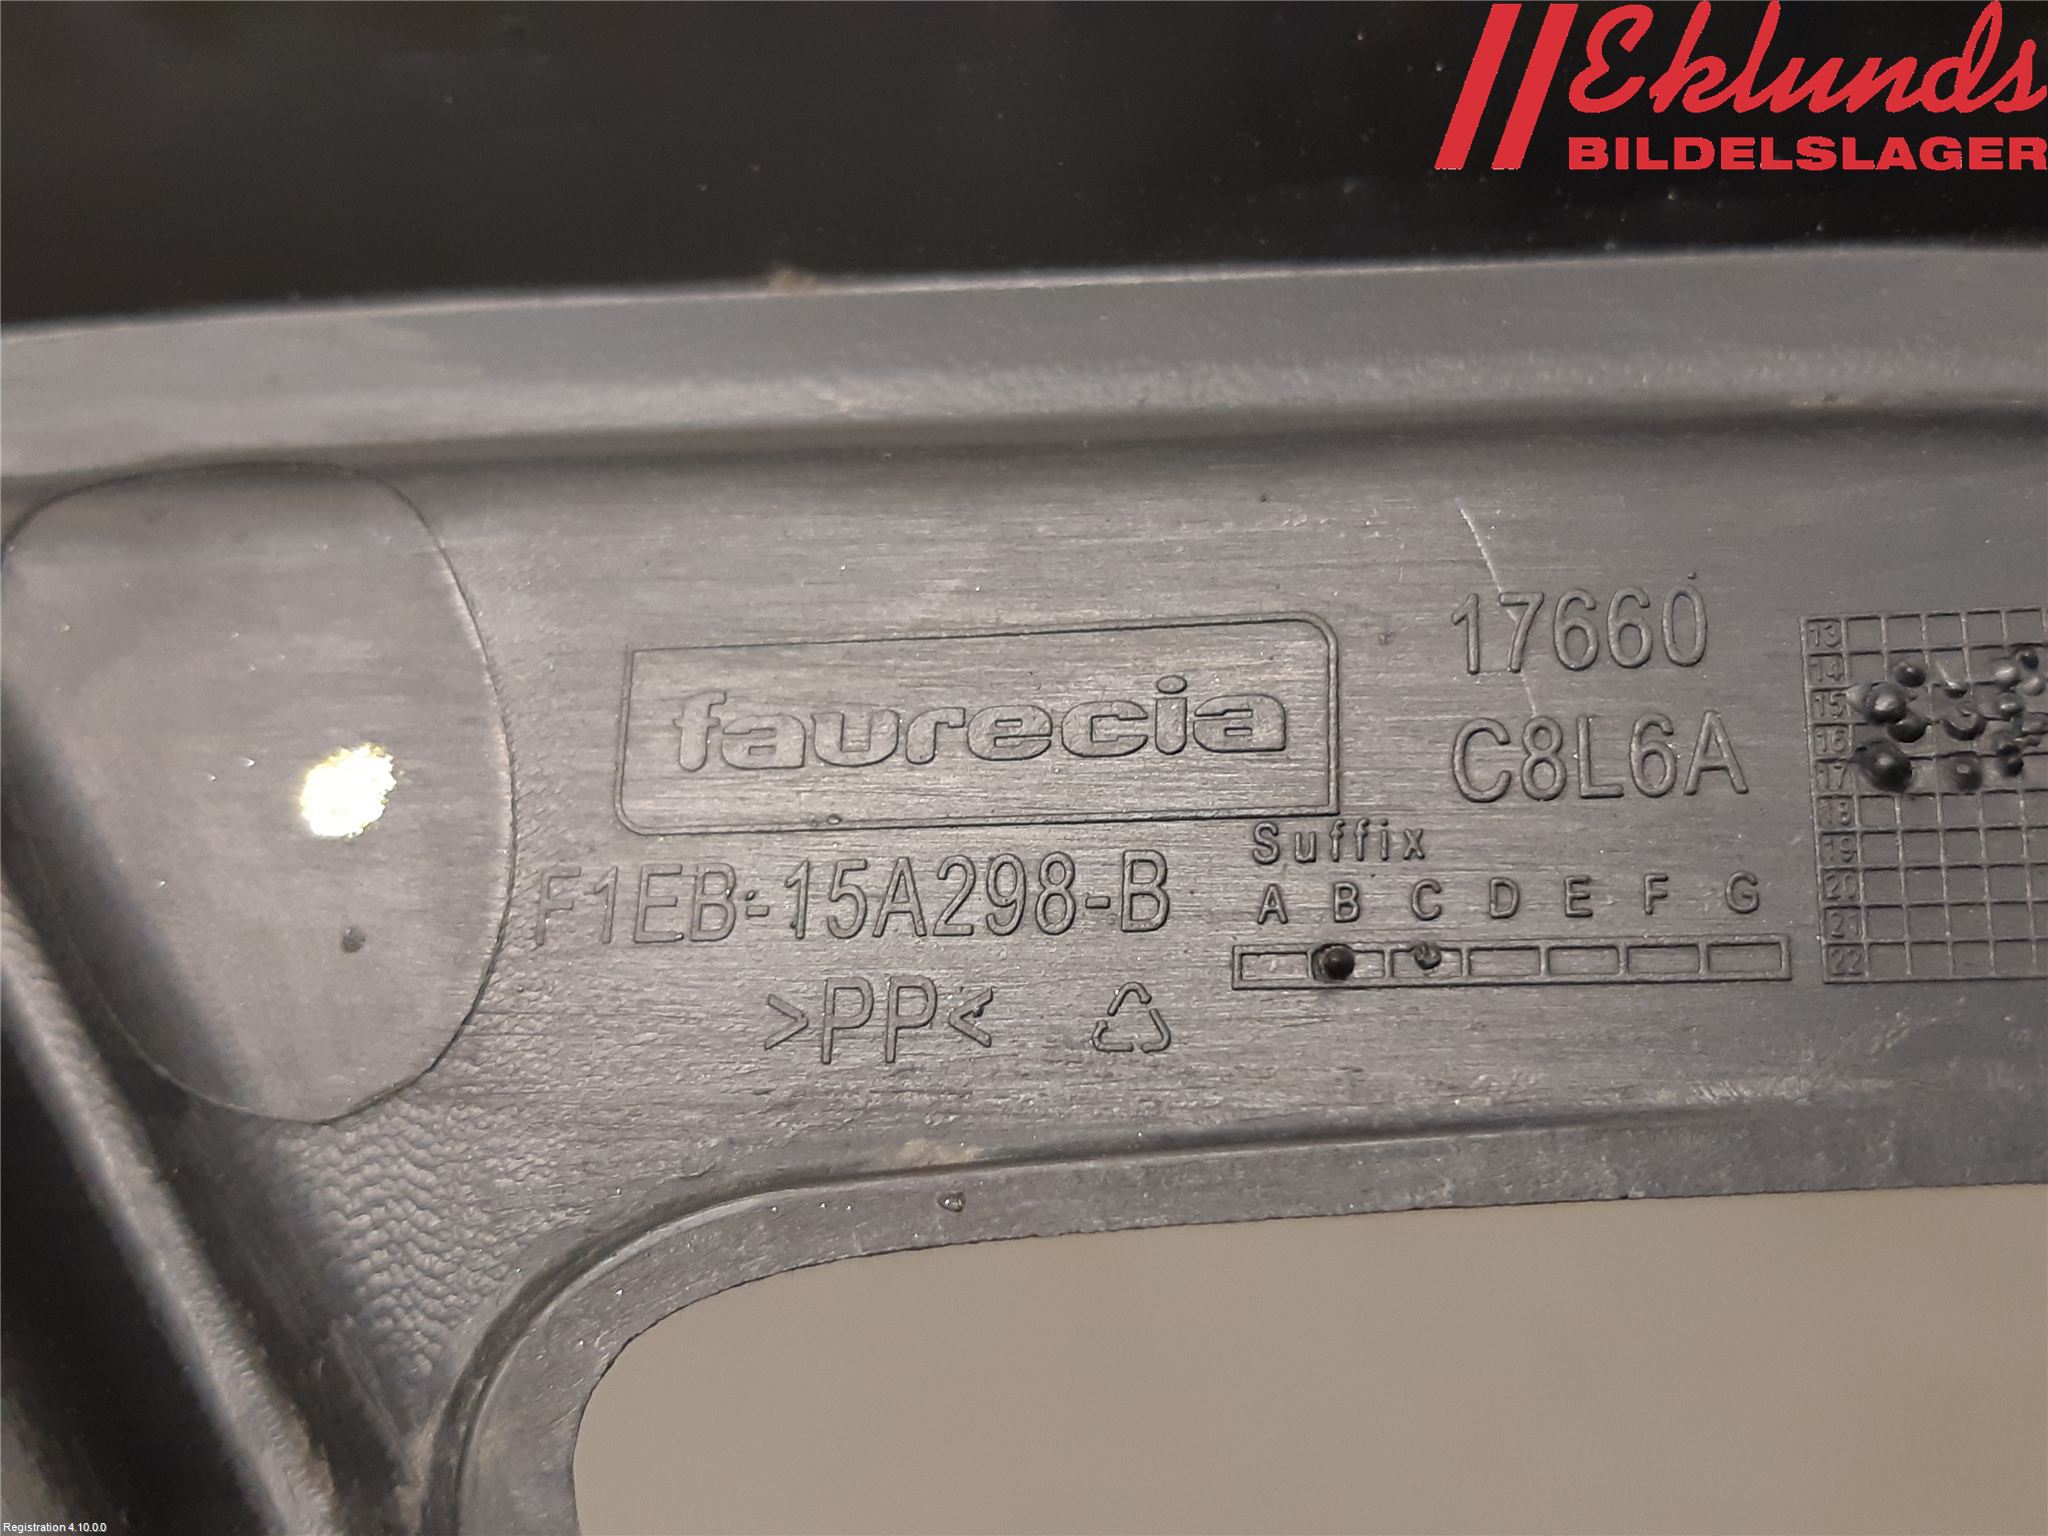 Eklunds
BILDELSLAGER
faurecia
17660
C8L6A
F1EB-15A298-B
Suffix
A B C D E F G
>PP<
13
14
15
16
17
18
19
20
21
22
Registration 4.10.0.0